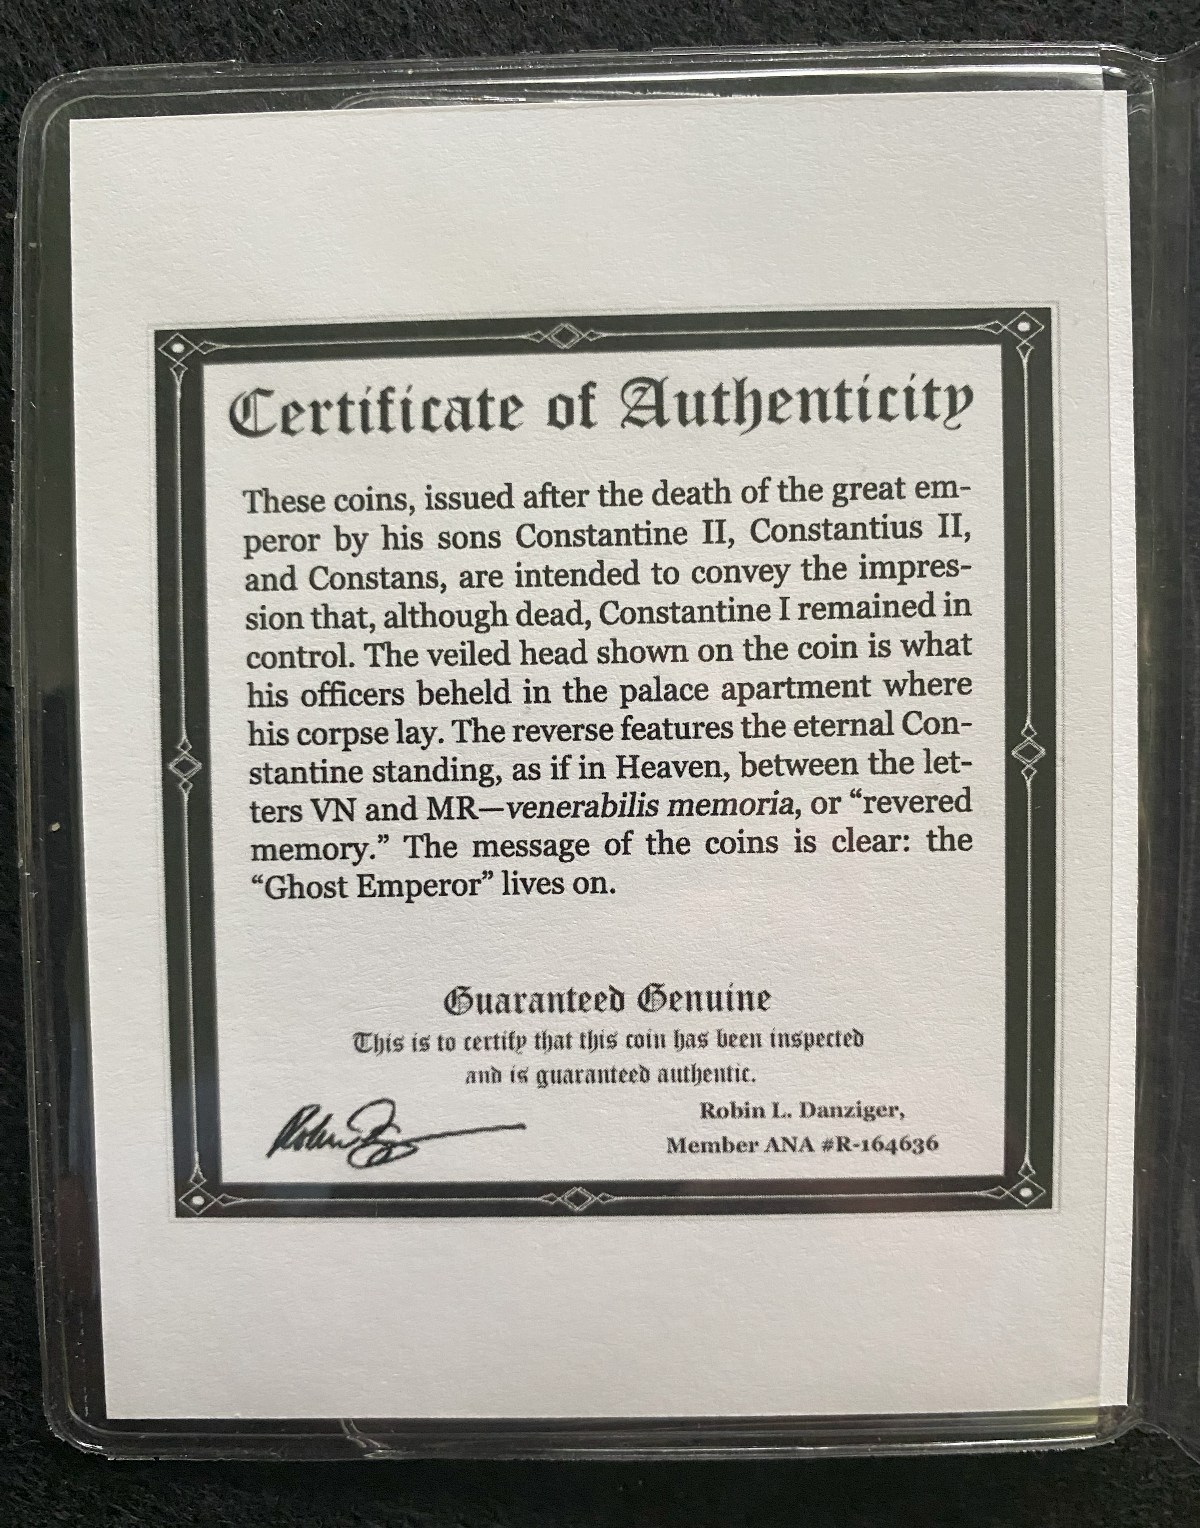 Certificate of Authenticity
These coins, issued after the death of the great em-
peror by his sons Constantine II, Constantius II,
and Constans, are intended to convey the impres-
sion that, although dead, Constantine I remained in
control. The veiled head shown on the coin is what
his officers beheld in the palace apartment where
his corpse lay. The reverse features the eternal Con-
stantine standing, as if in Heaven, between the let-
ters VN and MR—venerabilis memoria, or “revered
memory.” The message of the coins is clear: the
“Ghost Emperor” lives on.
Guaranteed Genuine
This is to certify that this coin has been inspected
and is guaranteed authentic.
Robin L. Danziger,
Member ANA #R-164636